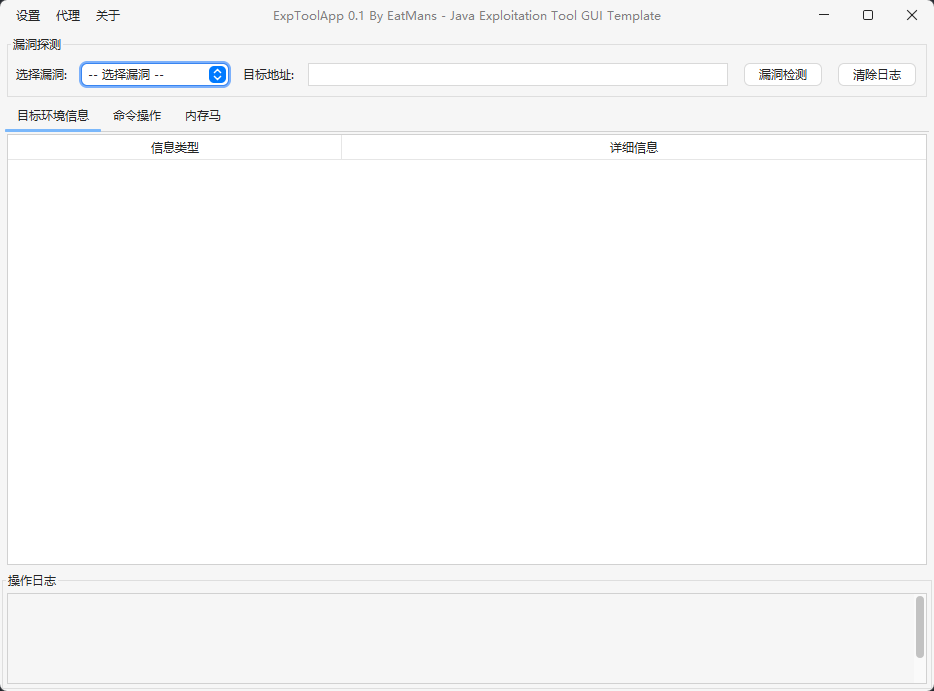 设置 代理 关于 ExpToolApp 0.1 By EatMans - Java Exploitation Tool GUI Template
漏洞探测
选择漏洞: -- 选择漏洞 -- 目标地址: 漏洞检测 清除日志
目标环境信息 命令操作 内存马
信息类型 详细信息
操作日志